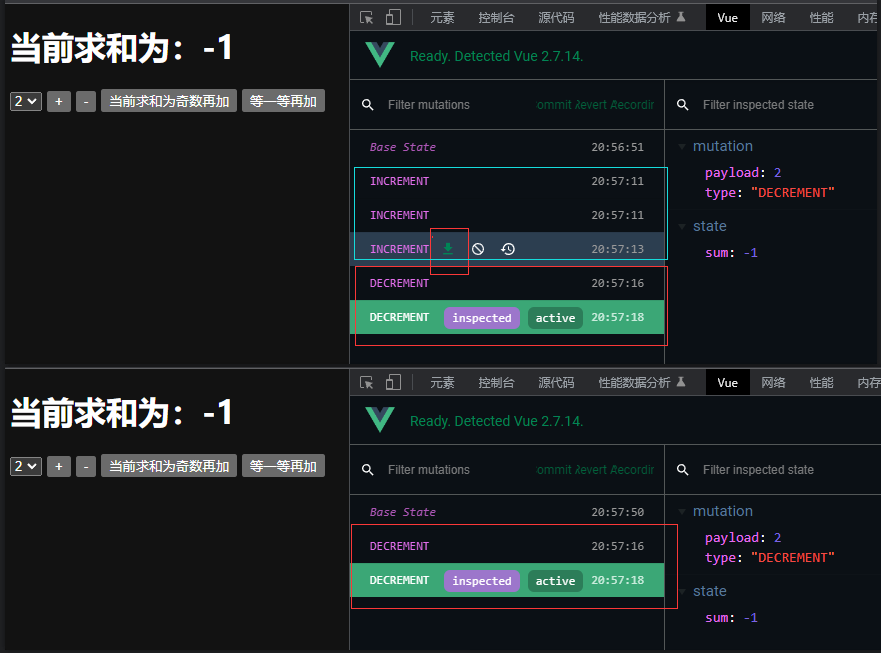 当前求和为：-1
2 + - 当前求和为奇数再加 等一等再加
元素 控制台 源代码 性能数据分析 Vue 网络 性能 内存
Ready. Detected Vue 2.7.14.
Filter mutations
Filter inspected state
Base State 20:56:51
INCREMENT 20:57:11
INCREMENT 20:57:11
INCREMENT 20:57:13
DECREMENT 20:57:16
DECREMENT inspected active 20:57:18
mutation
payload: 2
type: "DECREMENT"
state
sum: -1
当前求和为：-1
2 + - 当前求和为奇数再加 等一等再加
元素 控制台 源代码 性能数据分析 Vue 网络 性能 内存
Ready. Detected Vue 2.7.14.
Filter mutations
Filter inspected state
Base State 20:57:50
DECREMENT 20:57:16
DECREMENT inspected active 20:57:18
mutation
payload: 2
type: "DECREMENT"
state
sum: -1